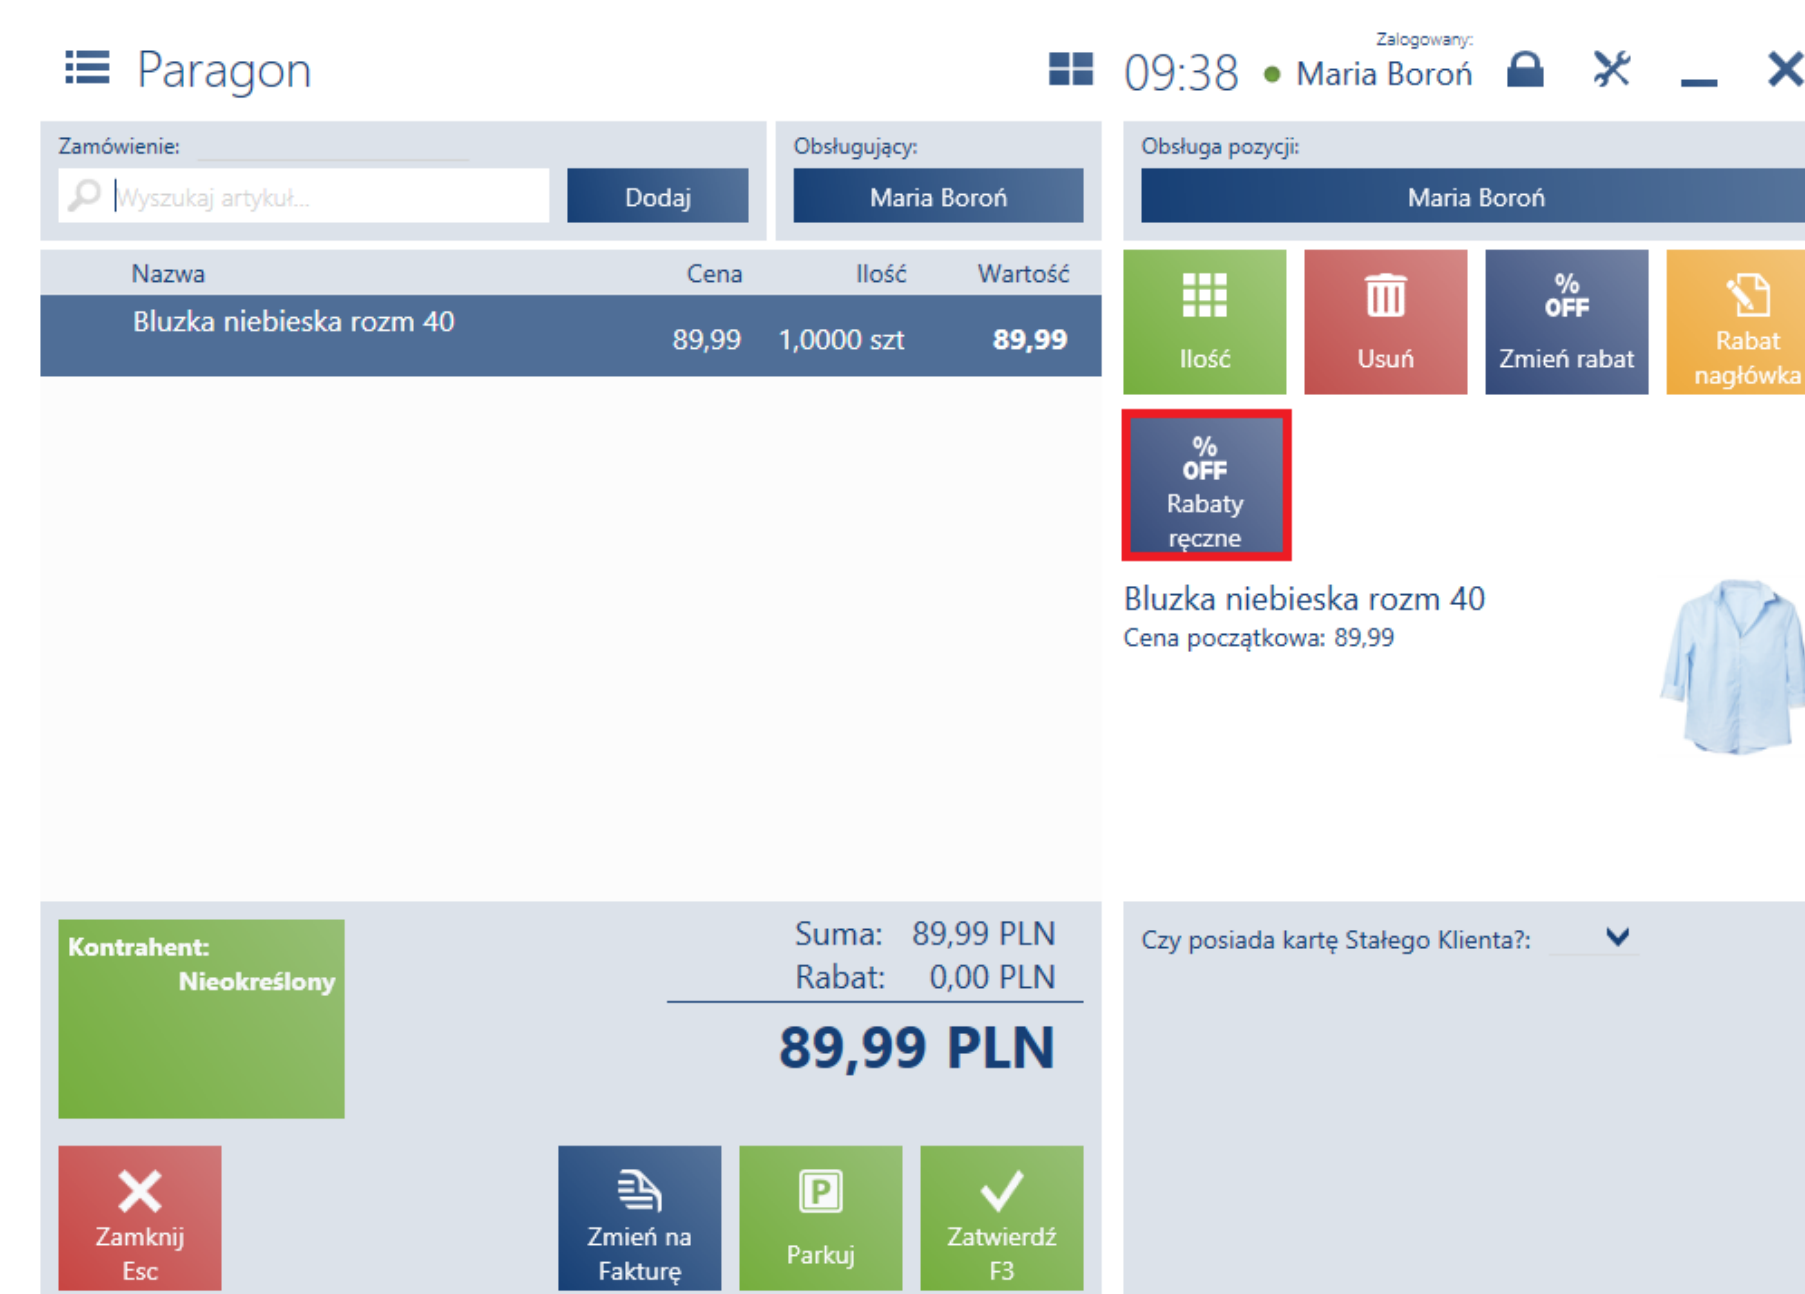 Paragon
09:38
Zalogowany:
Maria Boroń
Zamówienie:
Wyszukaj artykuł...
Dodaj
Obsługujący:
Maria Boroń
Obsługa pozycji:
Maria Boroń
Nazwa Cena Ilość Wartość
Bluzka niebieska rozm 40
89,99 1,0000 szt 89,99
Ilość
Usuń
% OFF
Zmień rabat
Rabat
nagłówka
% OFF
Rabaty
ręczne
Bluzka niebieska rozm 40
Cena początkowa: 89,99
Kontrahent:
Nieokreślony
Suma: 89,99 PLN
Rabat: 0,00 PLN
89,99 PLN
Czy posiada kartę Stałego Klienta?:
Zamknij
Esc
Zmień na
Fakturę
P
Parkuj
Zatwierdź
F3